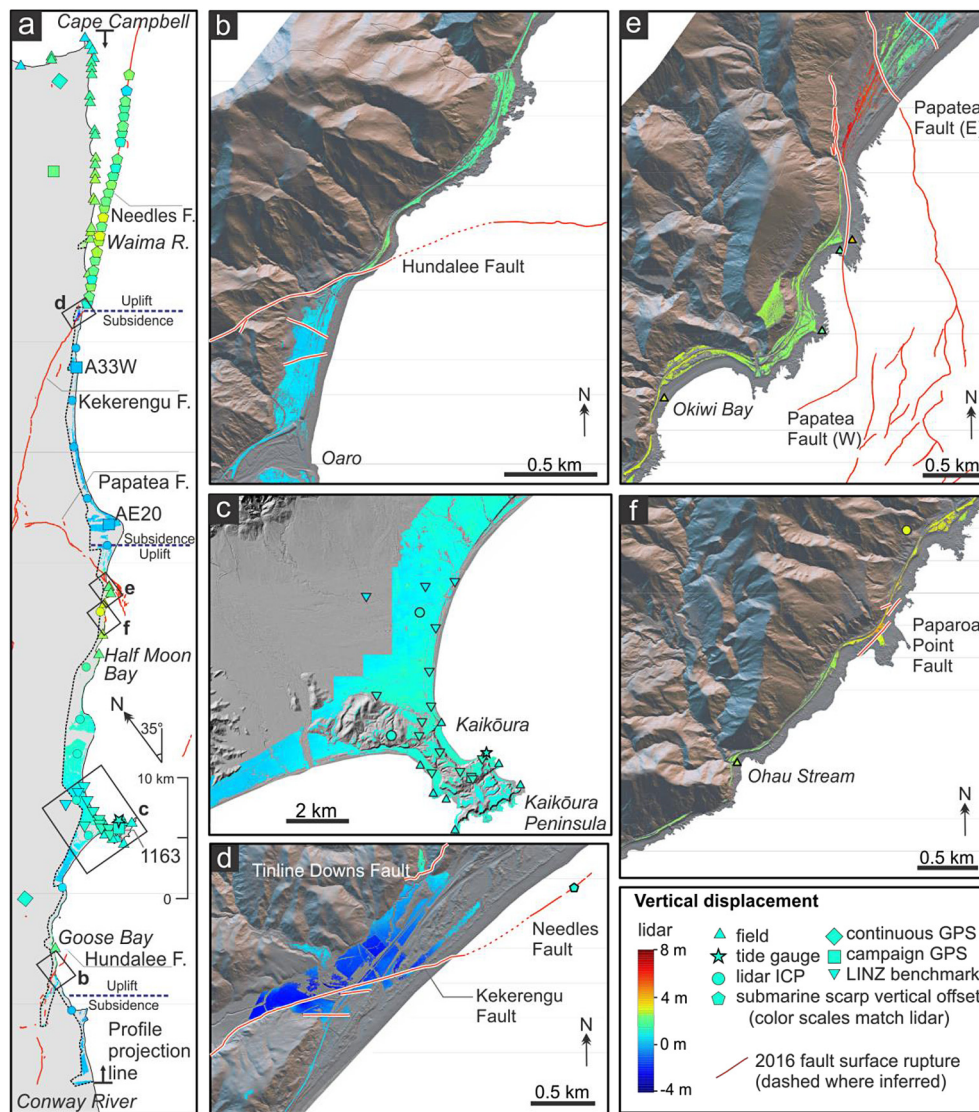 a
Cape Campbell
Needles F.
Waima R.
d
Uplift
Subsidence
A33W
Kekerengu F.
Papatea F.
AE20
Subsidence
Uplift
e
f
Half Moon
Bay
N
35°
10 km
c
1163
0
Goose Bay
Hundalee F.
b
Uplift
Subsidence
Profile
projection
line
Conway River
b
Hundalee Fault
N
Oaro
0.5 km
c
Kaikōura
2 km
Kaikōura
Peninsula
d
Tinline Downs Fault
Needles
Fault
Kekerengu
Fault
N
0.5 km
e
Papatea
Fault (E)
Okiwi Bay
Papatea
Fault (W)
N
0.5 km
f
Paparoa
Point
Fault
Ohau Stream
N
0.5 km
Vertical displacement
lidar
8 m
4 m
0 m
-4 m
field
tide gauge
lidar ICP
continuous GPS
campaign GPS
LINZ benchmark
submarine scarp vertical offset
(color scales match lidar)
2016 fault surface rupture
(dashed where inferred)